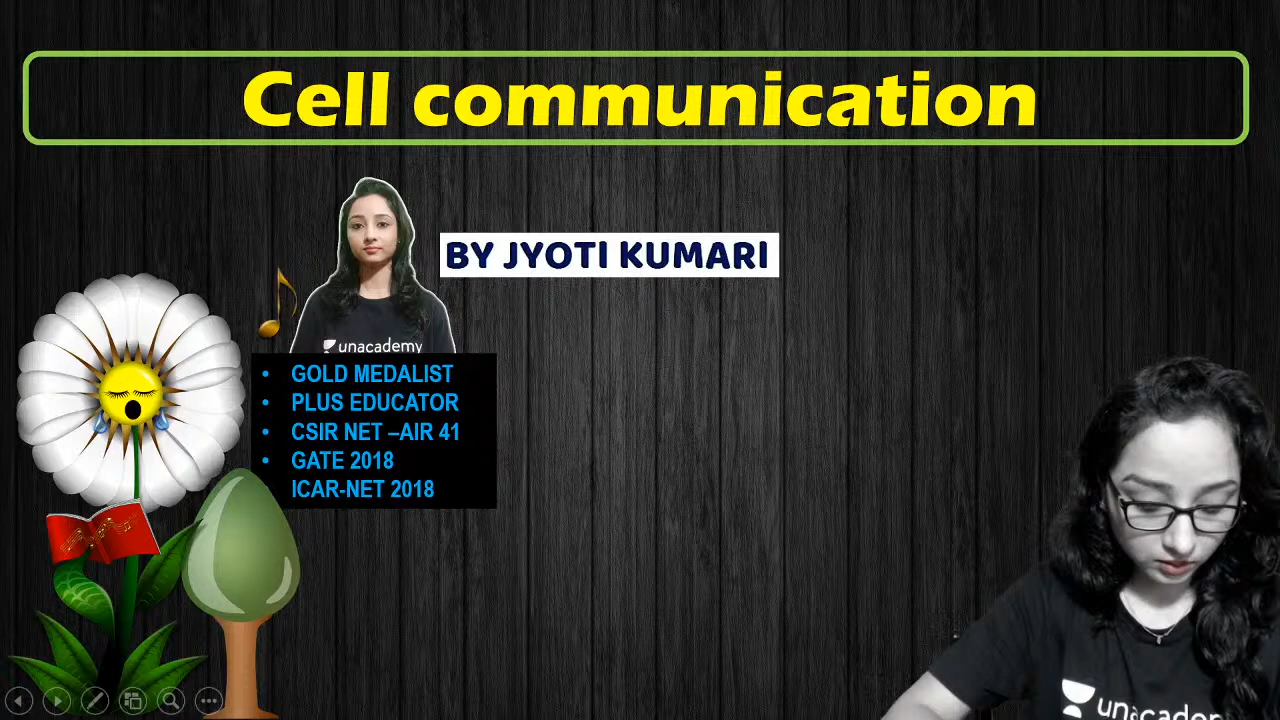 Cell communication
BY JYOTI KUMARI
unacademy
• GOLD MEDALIST
• PLUS EDUCATOR
• CSIR NET –AIR 41
• GATE 2018
ICAR-NET 2018
unacademy